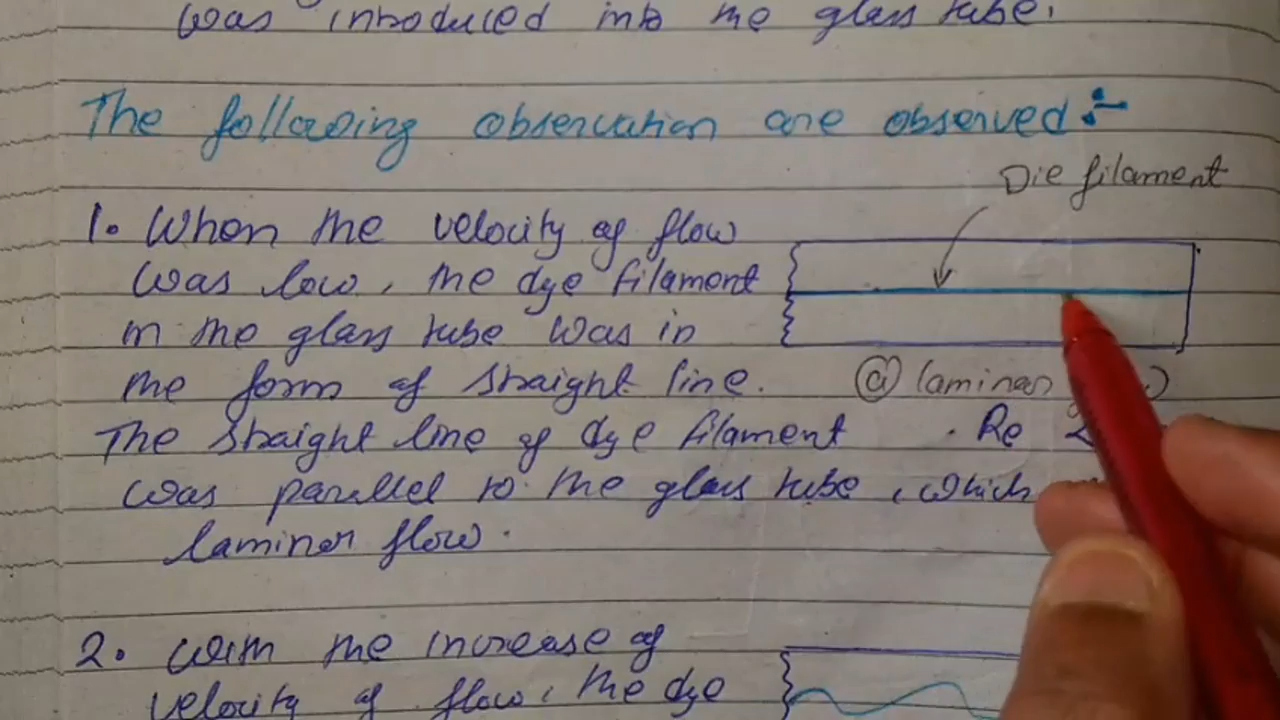 was introduced into the glass tube.
The following observation are observed :-
Die filament
1. When the velocity of flow
was low, the dye filament
in the glass tube was in
the form of straight line.
(a) laminar
The straight line of dye filament
Re 2
was parallel to the glass tube, which
laminar flow.
2. With the increase of
velocity of flow, the dye